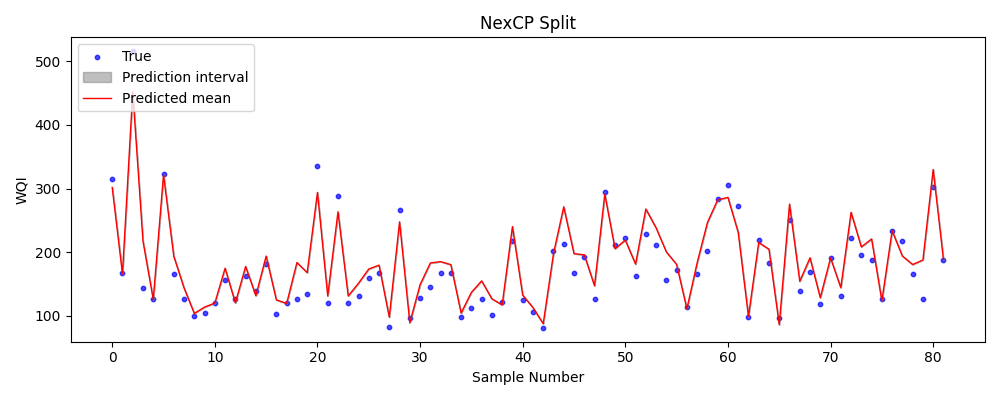 NexCP Split
True
Prediction interval
Predicted mean
WQI
500
400
300
200
100
0 10 20 30 40 50 60 70 80
Sample Number